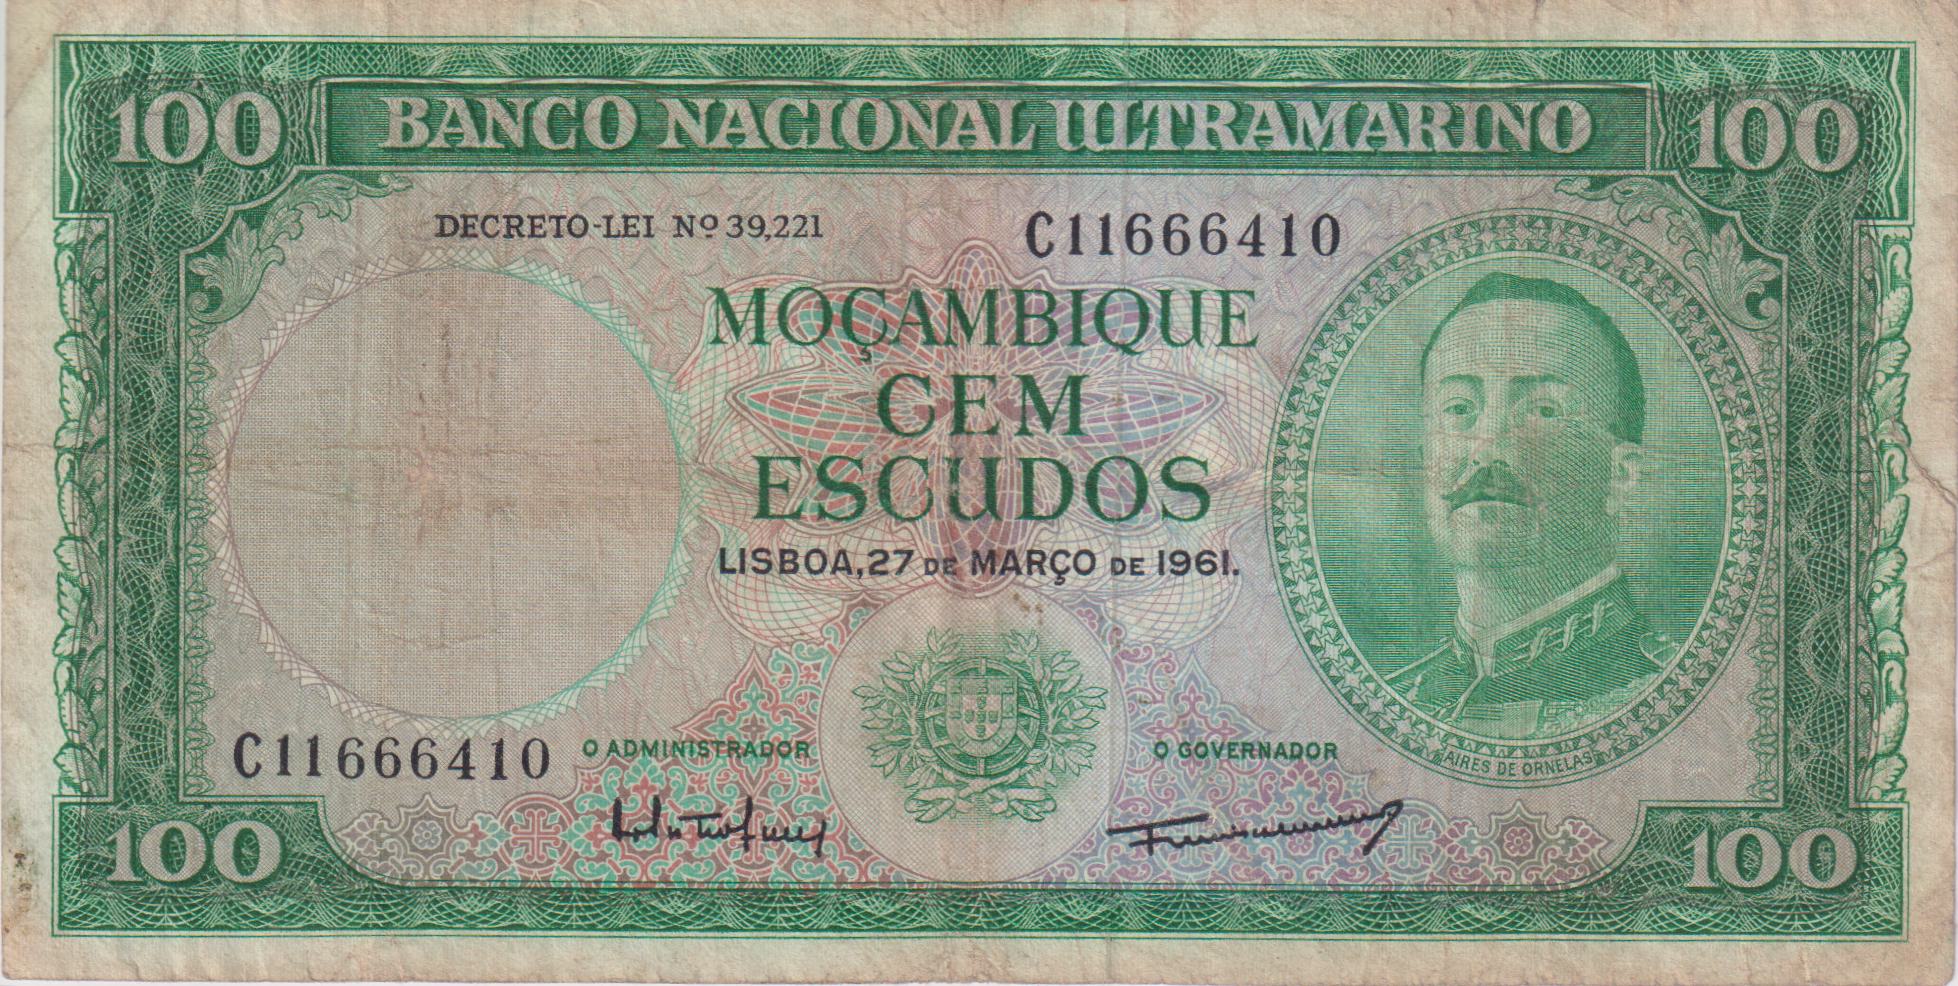 100 BANCO NACIONAL ULTRAMARINO 100
DECRETO-LEI Nº 39,221 C11666410
MOÇAMBIQUE
CEM
ESCUDOS
LISBOA, 27 DE MARÇO DE 1961.
C11666410 O ADMINISTRADOR O GOVERNADOR
AIRES DE ORNELAS
100 100